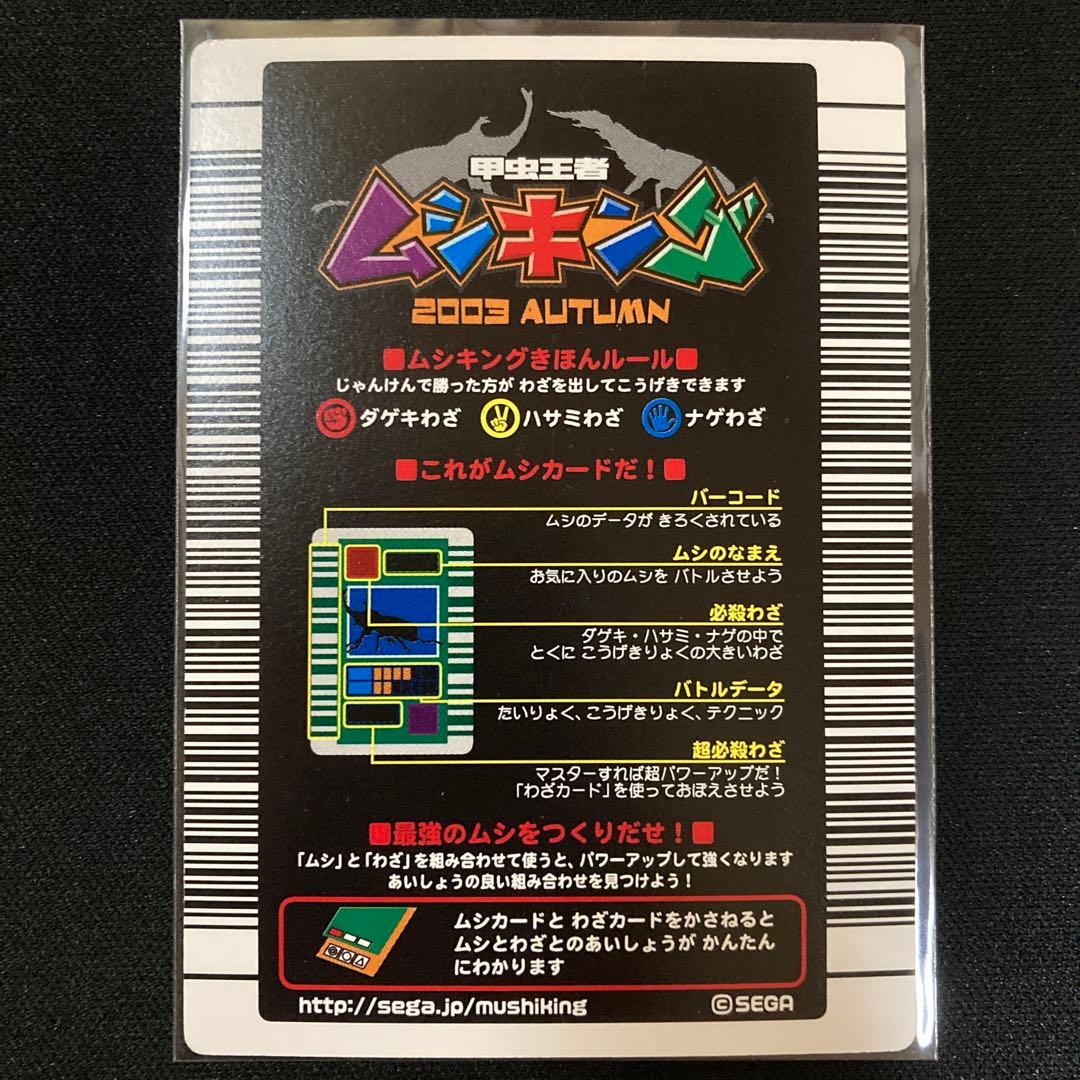 甲虫王者
ムシキング
2003 AUTUMN
■ムシキングきほんルール■
じゃんけんで勝った方が わざを出してこうげきできます
ダゲキわざ ハサミわざ ナゲわざ
■これがムシカードだ！■
バーコード
ムシのデータが きろくされている
ムシのなまえ
お気に入りのムシを バトルさせよう
必殺わざ
ダゲキ・ハサミ・ナゲの中で
とくに こうげきりょくの大きいわざ
バトルデータ
たいりょく、こうげきりょく、テクニック
超必殺わざ
マスターすれば超パワーアップだ！
「わざカード」を使っておぼえさせよう
■最強のムシをつくりだせ！■
「ムシ」と「わざ」を組み合わせて使うと、パワーアップして強くなります
あいしょうの良い組み合わせを見つけよう！
ムシカードと わざカードをかさねると
ムシとわざとのあいしょうが かんたん
にわかります
http://sega.jp/mushiking
©SEGA